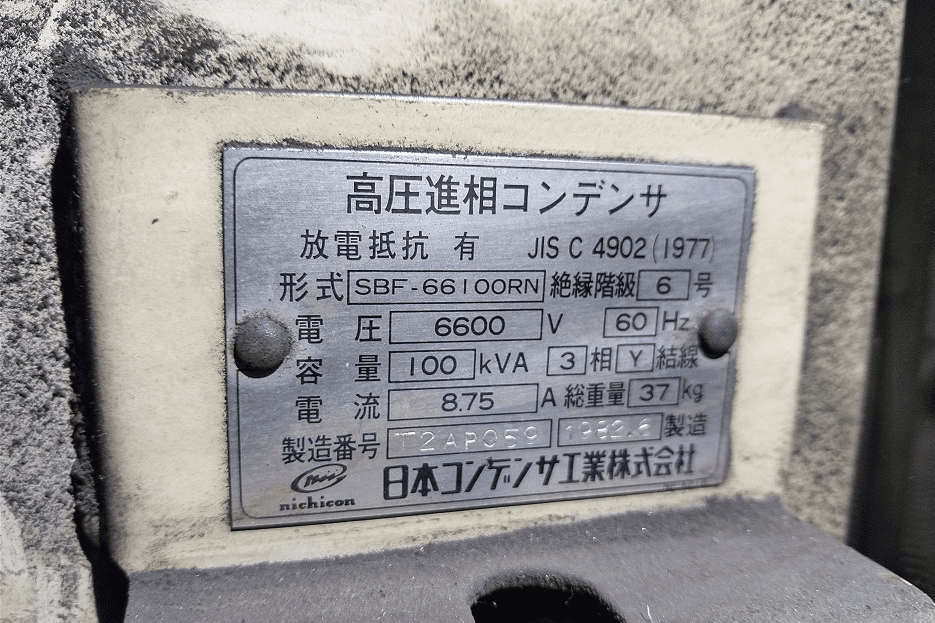 高圧進相コンデンサ
放電抵抗 有 JIS C 4902 (1977)
形式 SBF-66100RN 絶縁階級 6 号
電圧 6600 V 60 Hz
容量 100 kVA 3 相 Y 結線
電流 8.75 A 総重量 37 kg
製造番号 T2AP059 1982.6 製造
nichicon 日本コンデンサ工業株式会社